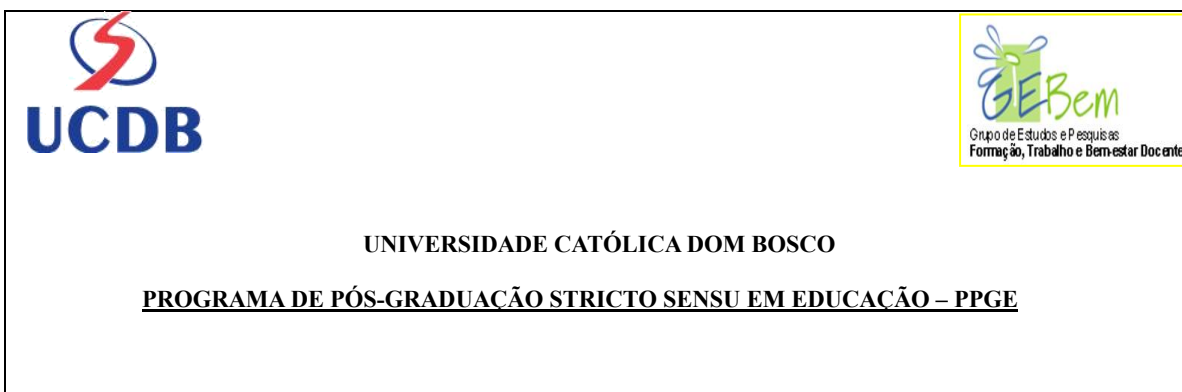 UCDB
GEBem
Grupo de Estudos e Pesquisas
Formação, Trabalho e Bem-estar Docente
UNIVERSIDADE CATÓLICA DOM BOSCO
PROGRAMA DE PÓS-GRADUAÇÃO STRICTO SENSU EM EDUCAÇÃO – PPGE